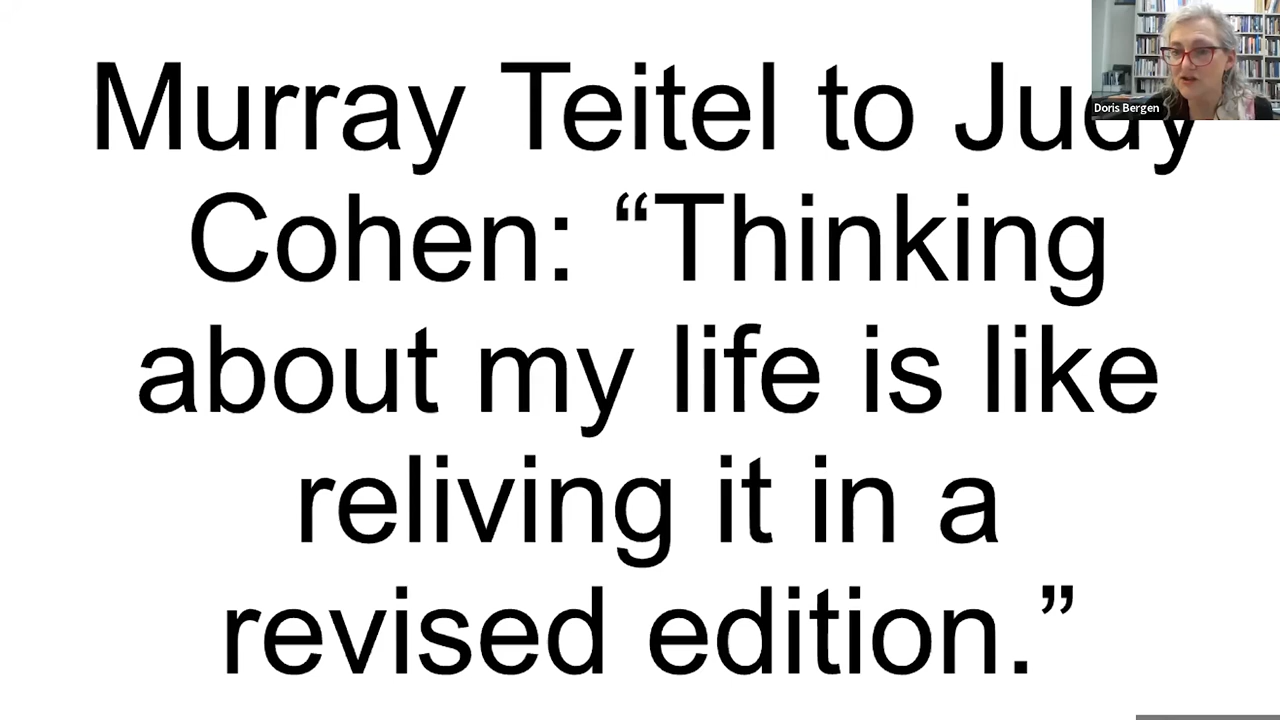 Murray Teitel to Judy
Cohen: “Thinking
about my life is like
reliving it in a
revised edition.”
Doris Bergen